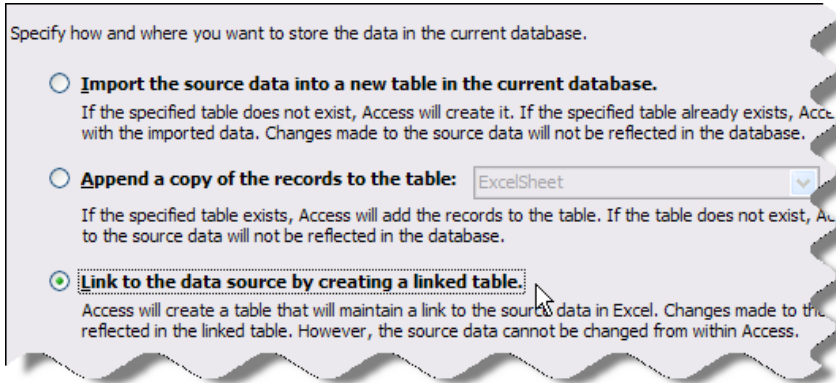 Specify how and where you want to store the data in the current database.
Import the source data into a new table in the current database.
If the specified table does not exist, Access will create it. If the specified table already exists,
with the imported data. Changes made to the source data will not be reflected in the database.
Append a copy of the records to the table: ExcelSheet
If the specified table exists, Access will add the records to the table. If the table does not exist,
to the source data will not be reflected in the database.
Link to the data source by creating a linked table.
Access will create a table that will maintain a link to the source data in Excel. Changes made to the
reflected in the linked table. However, the source data cannot be changed from within Access.